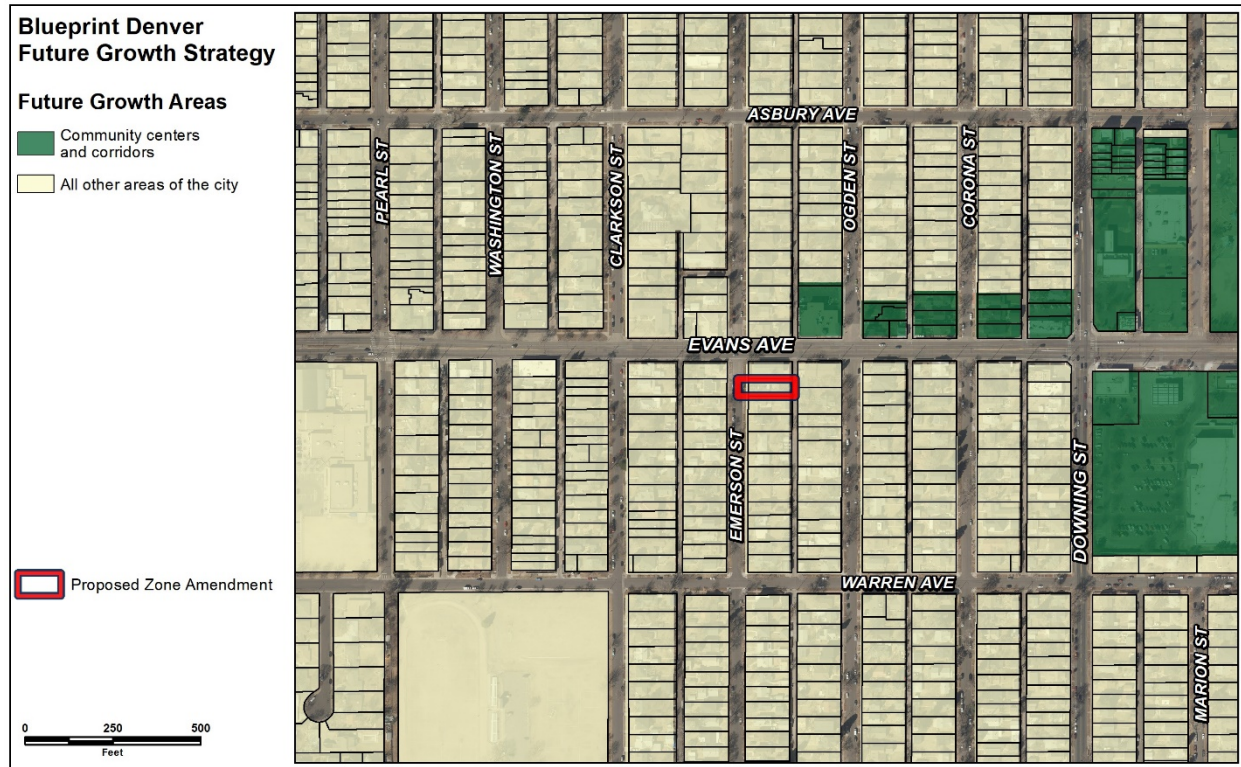 Blueprint Denver
Future Growth Strategy
Future Growth Areas
Community centers
and corridors
All other areas of the city
Proposed Zone Amendment
0 250 500
Feet
ASBURY AVE
PEARL ST
WASHINGTON ST
CLARKSON ST
OGDEN ST
CORONA ST
EVANS AVE
EMERSON ST
DOWNING ST
WARREN AVE
MARION ST